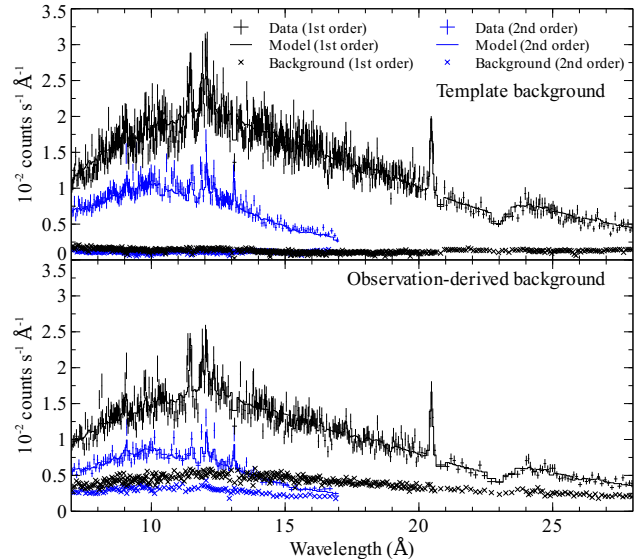 Data (1st order) Data (2nd order)
Model (1st order) Model (2nd order)
Background (1st order) Background (2nd order)
Template background
3.5
3
2.5
2
1.5
1
0.5
0
10⁻² counts s⁻¹ Å⁻¹
Observation-derived background
3.5
3
2.5
2
1.5
1
0.5
0
10⁻² counts s⁻¹ Å⁻¹
10 15 20 25
Wavelength (Å)